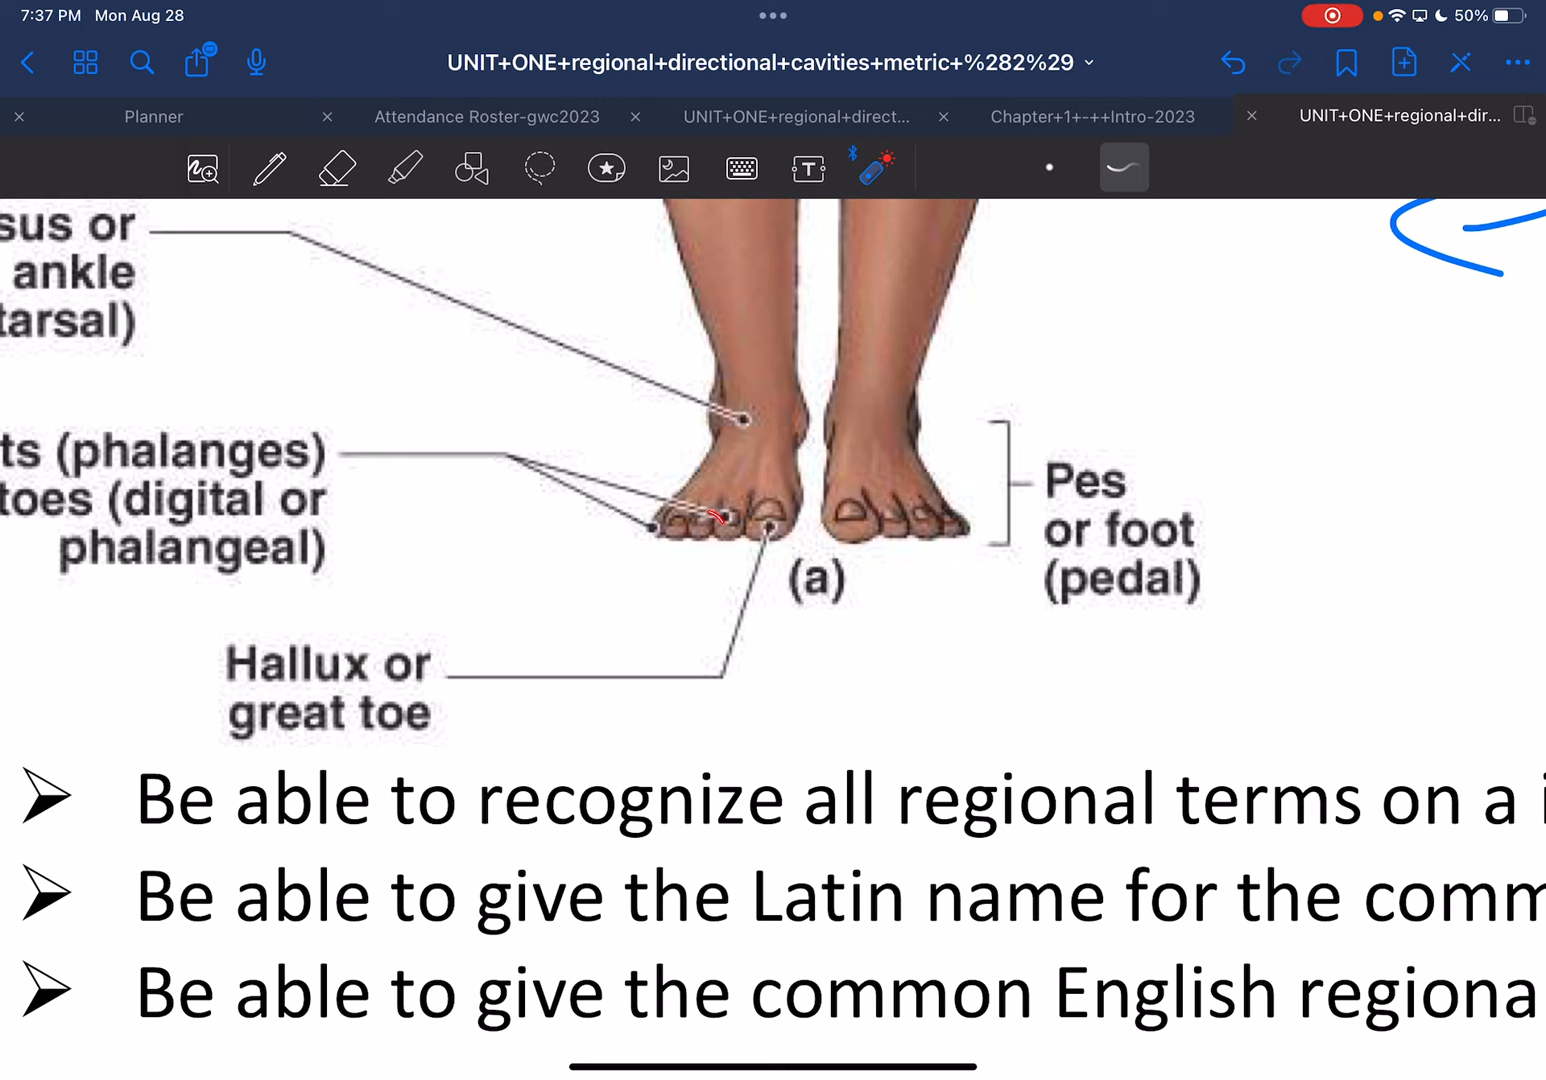 7:37 PM Mon Aug 28
50%
UNIT+ONE+regional+directional+cavities+metric+%282%29
Planner
Attendance Roster-gwc2023
UNIT+ONE+regional+direct...
Chapter+1+-++Intro-2023
UNIT+ONE+regional+dir...
sus or
ankle
tarsal)
ts (phalanges)
toes (digital or
phalangeal)
Pes
or foot
(pedal)
(a)
Hallux or
great toe
➢ Be able to recognize all regional terms on a i
➢ Be able to give the Latin name for the comm
➢ Be able to give the common English regiona